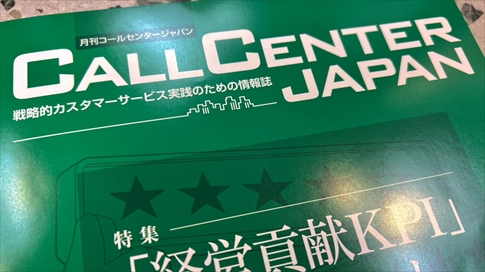 月刊コールセンタージャパン
CALL CENTER
JAPAN
戦略的カスタマーサービス実践のための情報誌
特集
「経営貢献KPI」